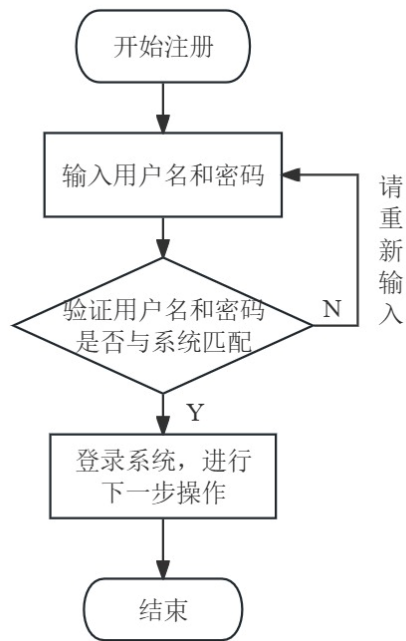 开始注册
输入用户名和密码
请重新输入
验证用户名和密码
是否与系统匹配
N
Y
登录系统，进行
下一步操作
结束